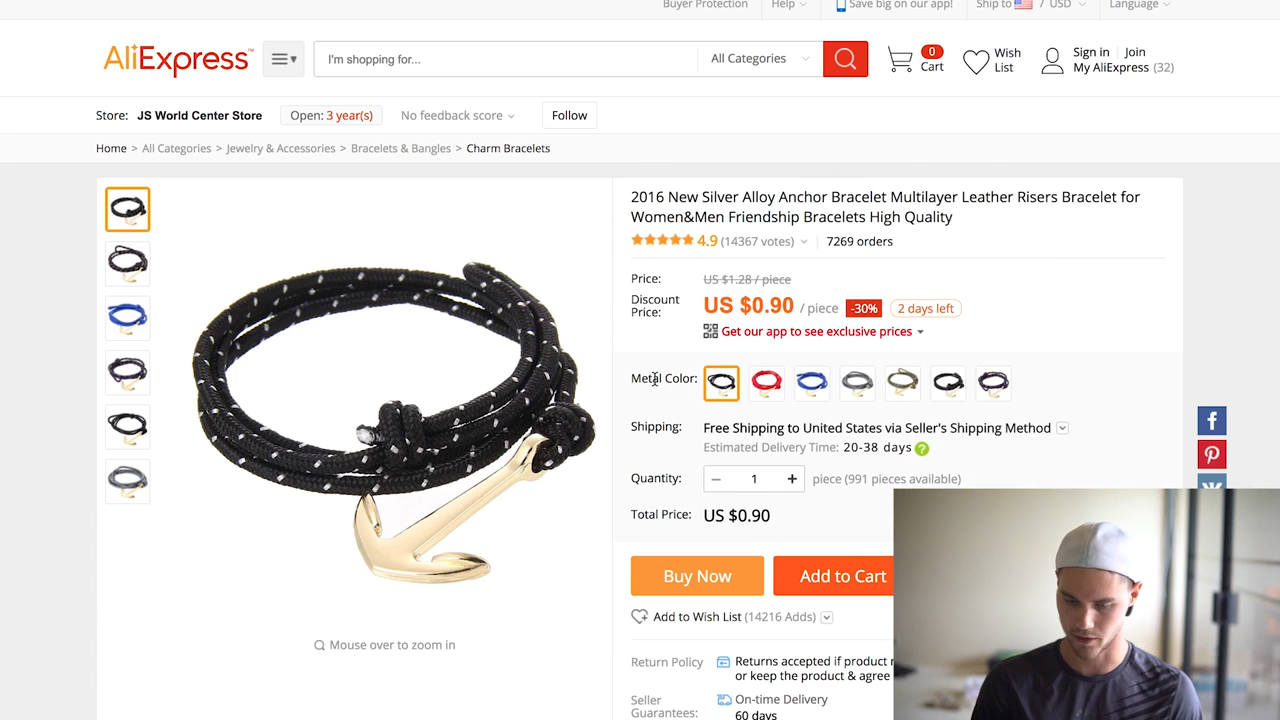 Buyer Protection Help Save big on our app! Ship to / USD Language
AliExpress™
I'm shopping for...
All Categories
0
Cart
Wish
List
Sign in Join
My AliExpress (32)
Store: JS World Center Store Open: 3 year(s) No feedback score Follow
Home > All Categories > Jewelry & Accessories > Bracelets & Bangles > Charm Bracelets
2016 New Silver Alloy Anchor Bracelet Multilayer Leather Risers Bracelet for
Women&Men Friendship Bracelets High Quality
4.9 (14367 votes) 7269 orders
Price: US $1.28 / piece
Discount
Price:
US $0.90 / piece -30% 2 days left
Get our app to see exclusive prices
Metal Color:
Shipping: Free Shipping to United States via Seller's Shipping Method
Estimated Delivery Time: 20-38 days ?
Quantity: − 1 + piece (991 pieces available)
Total Price: US $0.90
Buy Now Add to Cart
Add to Wish List (14216 Adds)
Mouse over to zoom in
Return Policy Returns accepted if product
or keep the product & agree
Seller
Guarantees:
On-time Delivery
60 days